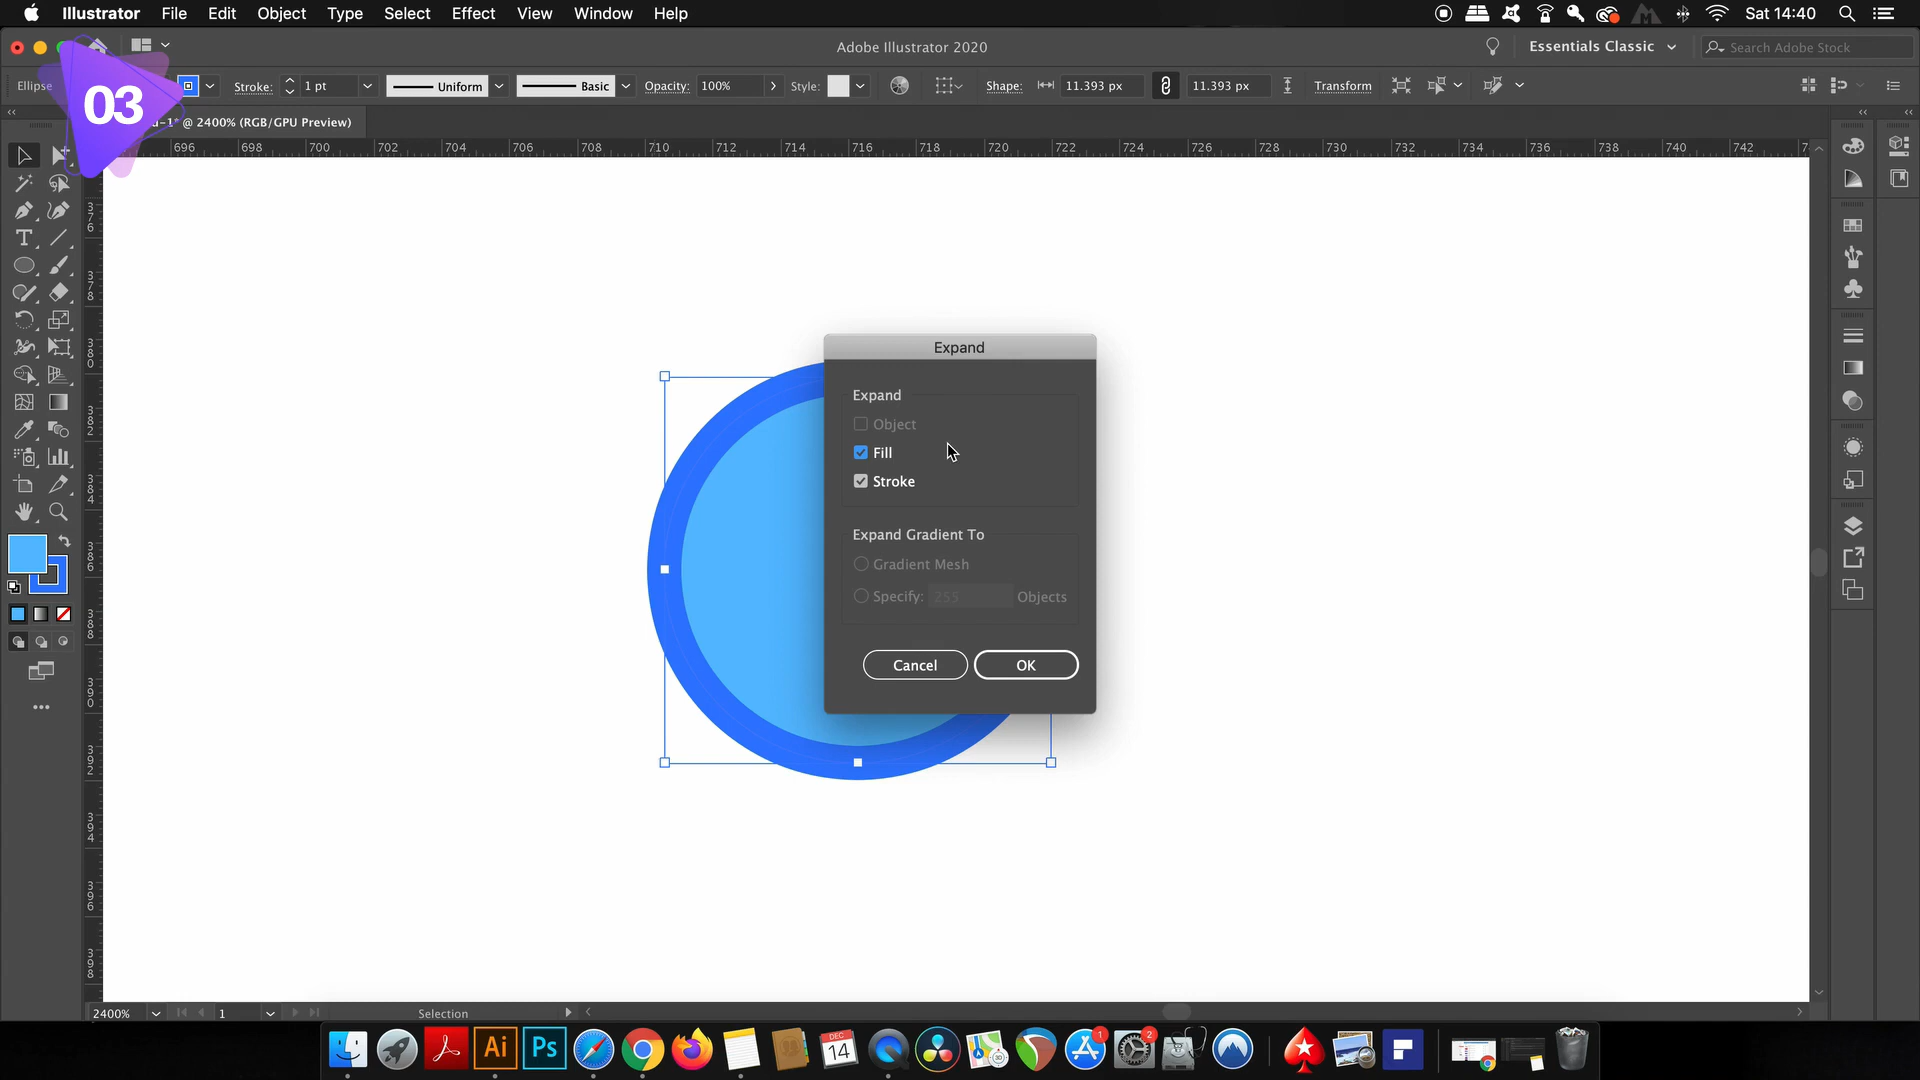 Illustrator File Edit Object Type Select Effect View Window Help
Sat 14:40
Adobe Illustrator 2020
Essentials Classic
Search Adobe Stock
Ellipse
Stroke: 1 pt
Uniform
Basic
Opacity: 100%
Style:
Shape: 11.393 px
11.393 px
Transform
03
-1* @ 2400% (RGB/GPU Preview)
696 698 700 702 704 706 708 710 712 714 716 718 720 722 724 726 728 730 732 734 736 738 740 742
376
378
380
382
384
386
388
390
392
394
396
398
Expand
Expand
Object
Fill
Stroke
Expand Gradient To
Gradient Mesh
Specify: 255 Objects
Cancel OK
2400%
1
Selection
Ai
Ps
DEC
14
1
2
3D